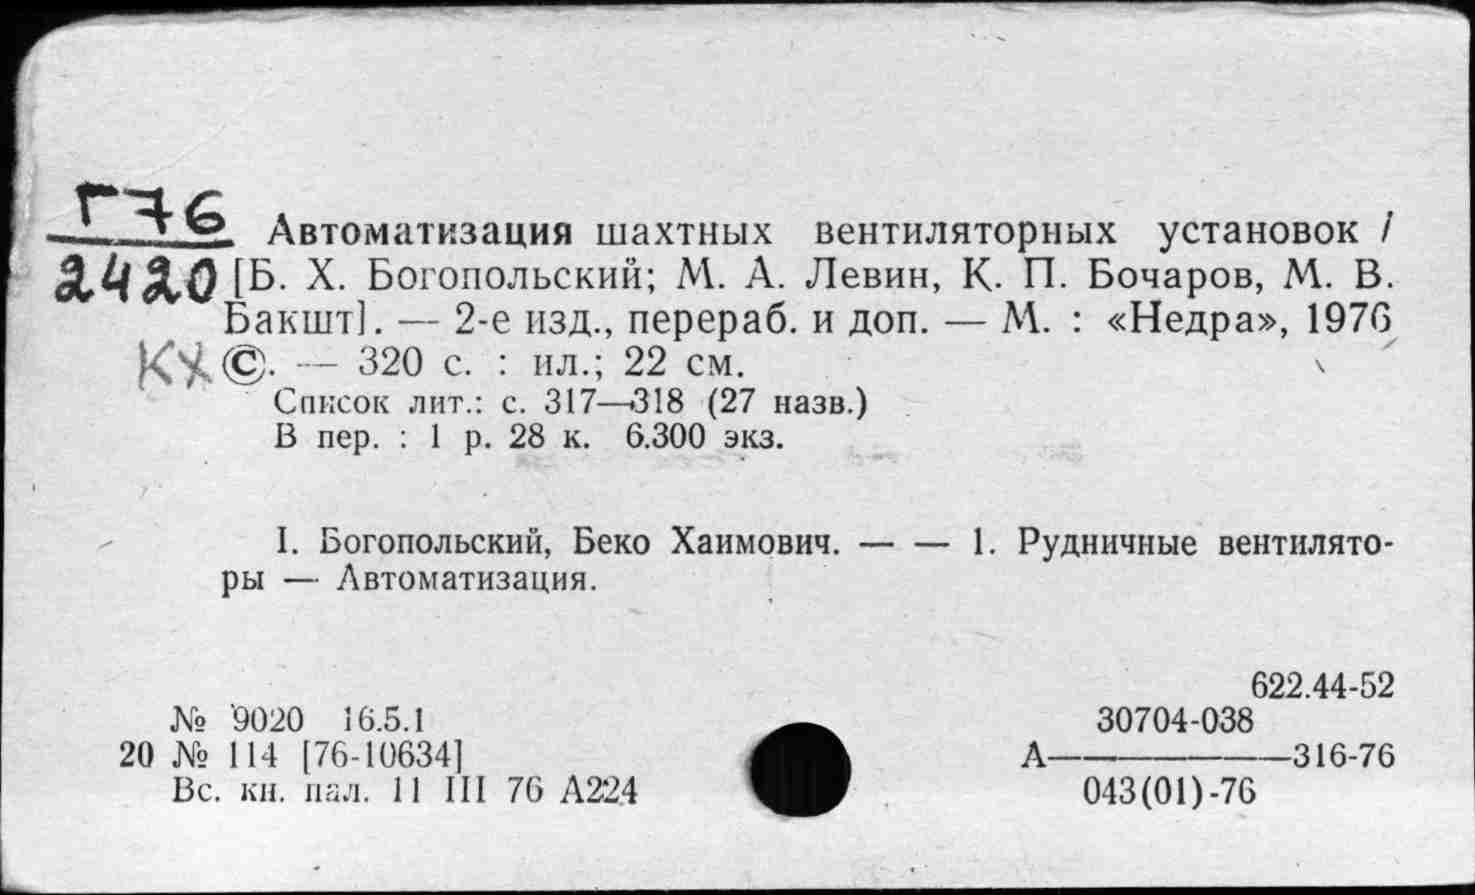 Г76
2420
Автоматизация шахтных вентиляторных установок /
[Б. Х. Богопольский; М. А. Левин, К. П. Бочаров, М. В.
Бакшт]. — 2-е изд., перераб. и доп. — М. : «Недра», 1976
КХ ©. — 320 с. : ил.; 22 см.
Список лит.: с. 317—318 (27 назв.)
В пер. : 1 р. 28 к. 6.300 экз.
I. Богопольский, Беко Хаимович. — — 1. Рудничные вентилято-
ры — Автоматизация.
622.44-52
№ 9020 16.5.1
30704-038
20 № 114 [76-10634]
А—————316-76
Вс. кн. пал. 11 III 76 А224
043(01)-76